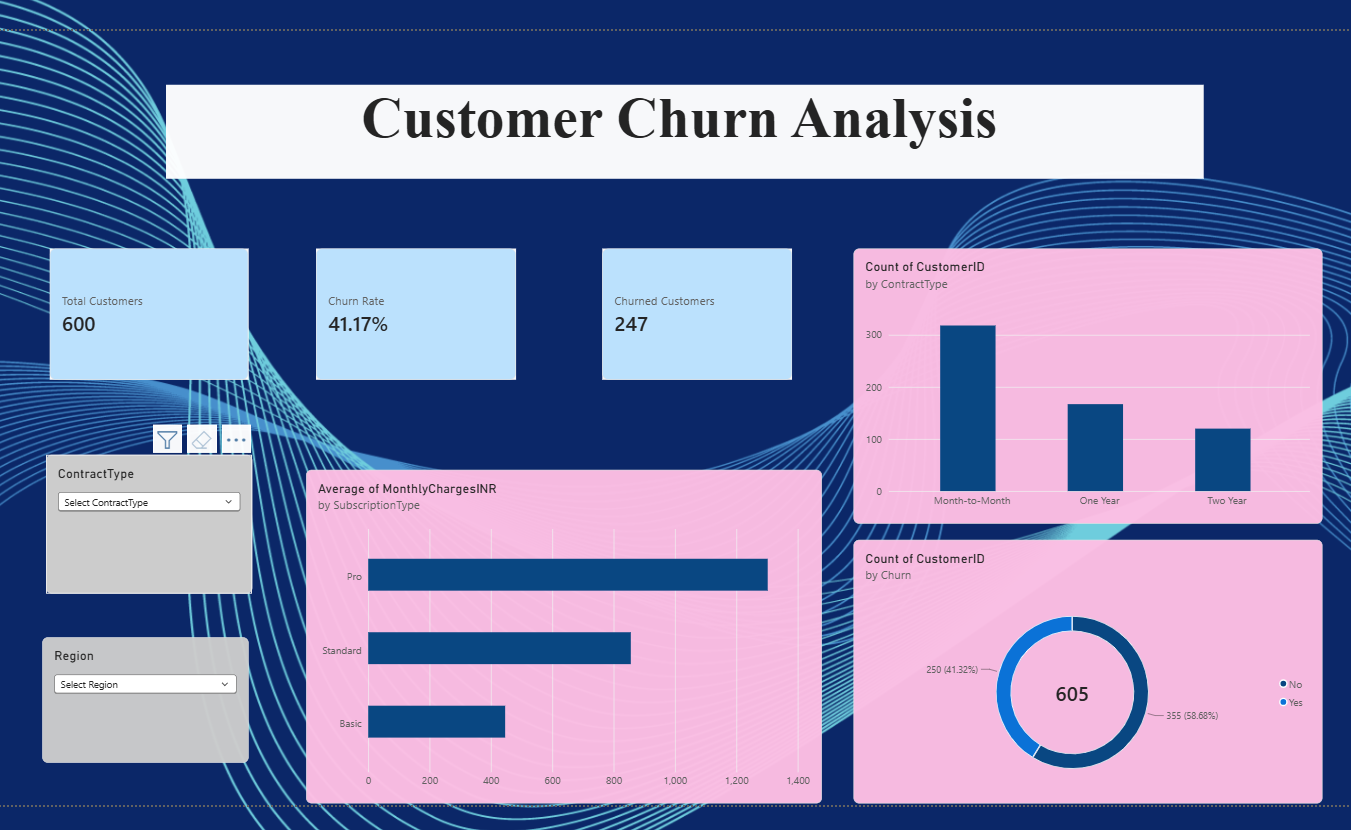 Customer Churn Analysis
Total Customers
600
Churn Rate
41.17%
Churned Customers
247
Count of CustomerID
by ContractType
300
200
100
0
Month-to-Month One Year Two Year
ContractType
Select ContractType
Region
Select Region
Average of MonthlyChargesINR
by SubscriptionType
Pro
Standard
Basic
0 200 400 600 800 1,000 1,200 1,400
Count of CustomerID
by Churn
250 (41.32%)
605
355 (58.68%)
No
Yes